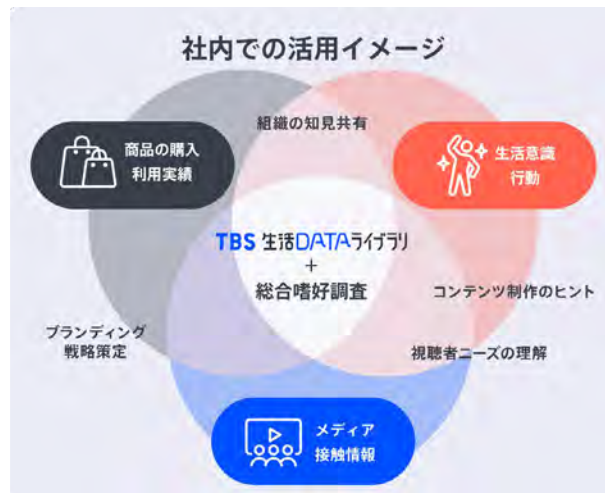 社内での活用イメージ
組織の知見共有
商品の購入
利用実績
生活意識
行動
TBS 生活DATAライブラリ
+
総合嗜好調査
コンテンツ制作のヒント
ブランディング
戦略策定
視聴者ニーズの理解
メディア
接触情報